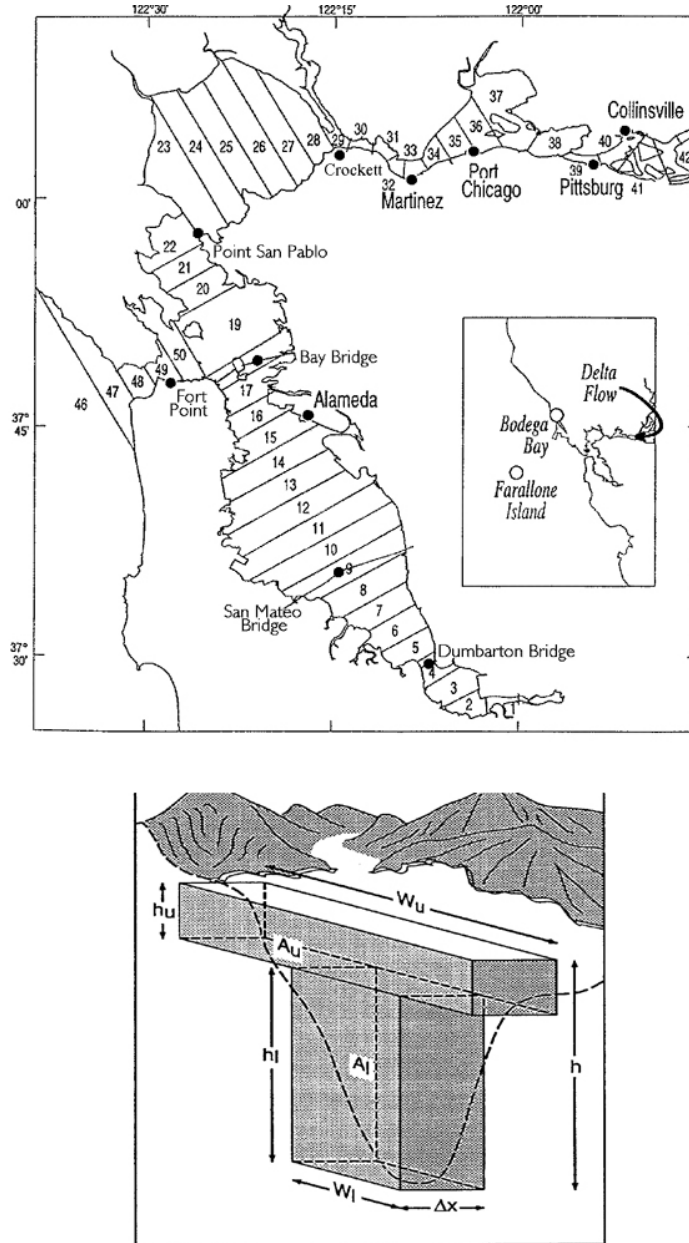 122°30' 122°15' 122°00'
37
Collinsville
30 31 33 36
23 24 25 26 27 28 29 34 35 38 40 42
Crockett
32 Martinez
Port
Chicago
39
Pittsburg
41
00'
22
Point San Pablo
21
20
19
50
Bay Bridge
46 47 48 49
Fort
Point
17
Alameda
37°
45
16
15
14
13
12
11
10
9
San Mateo
Bridge
8
7
6
37°
30'
5
Dumbarton Bridge
4
3
2
1
Delta
Flow
Bodega
Bay
Farallone
Island
hu
Wu
Au
hl
Al
h
Wl
Δx